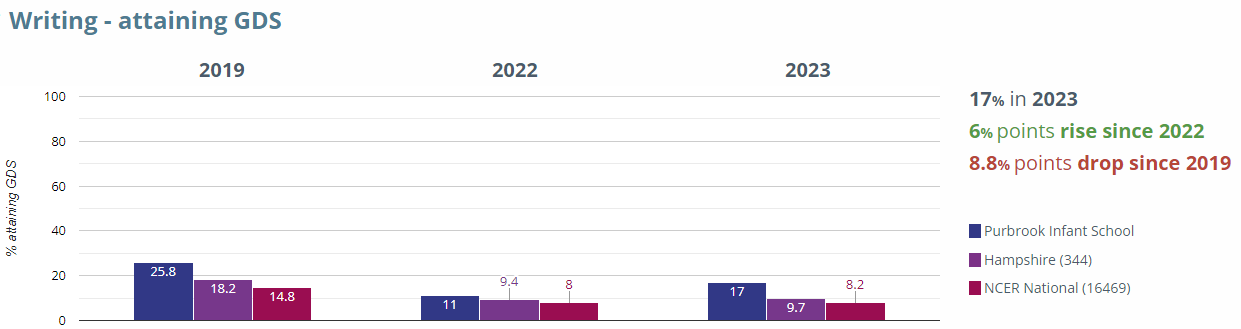 Writing - attaining GDS
2019 2022 2023
100
80
60
40
20
0
% attaining GDS
25.8 18.2 14.8
11 9.4 8
17 9.7 8.2
17% in 2023
6% points rise since 2022
8.8% points drop since 2019
Purbrook Infant School
Hampshire (344)
NCER National (16469)